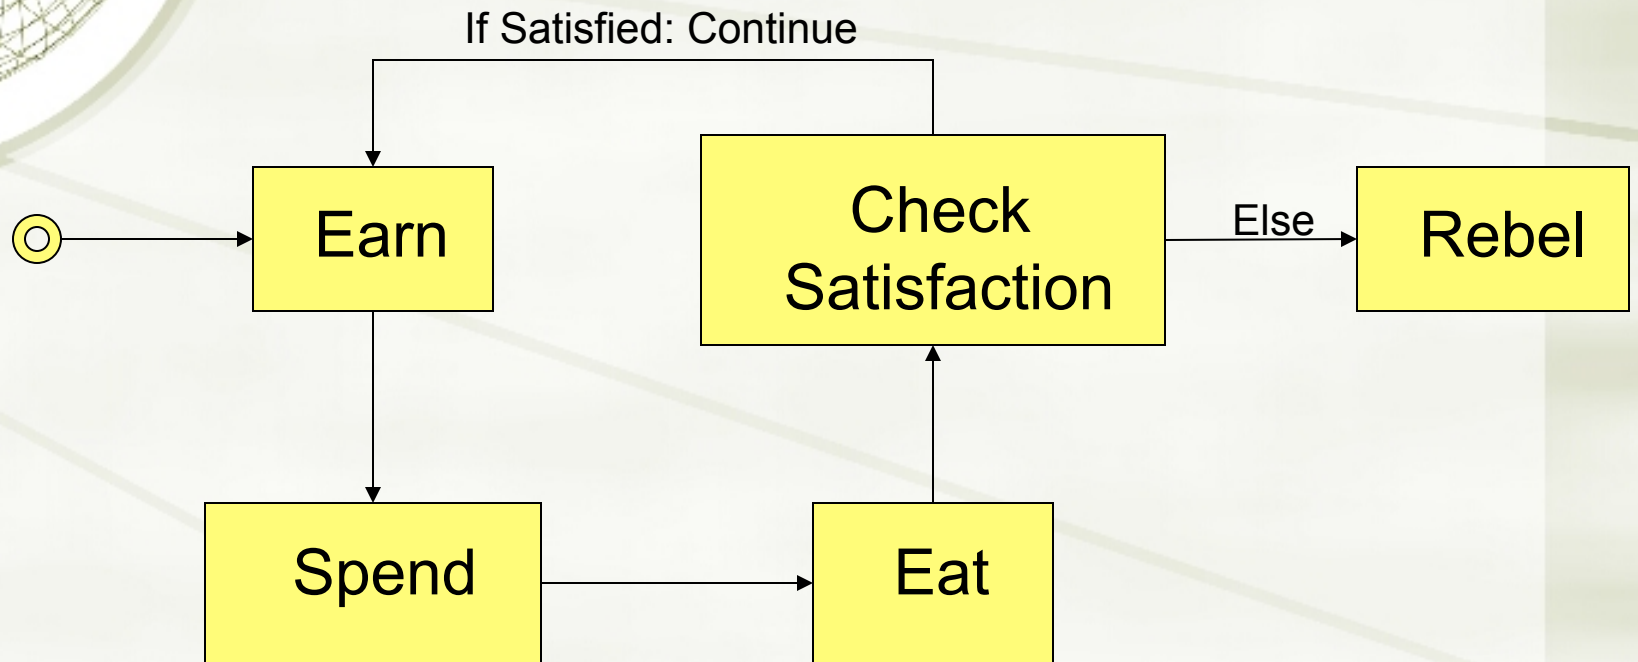 If Satisfied: Continue
Earn
Check
Satisfaction
Else
Rebel
Spend
Eat